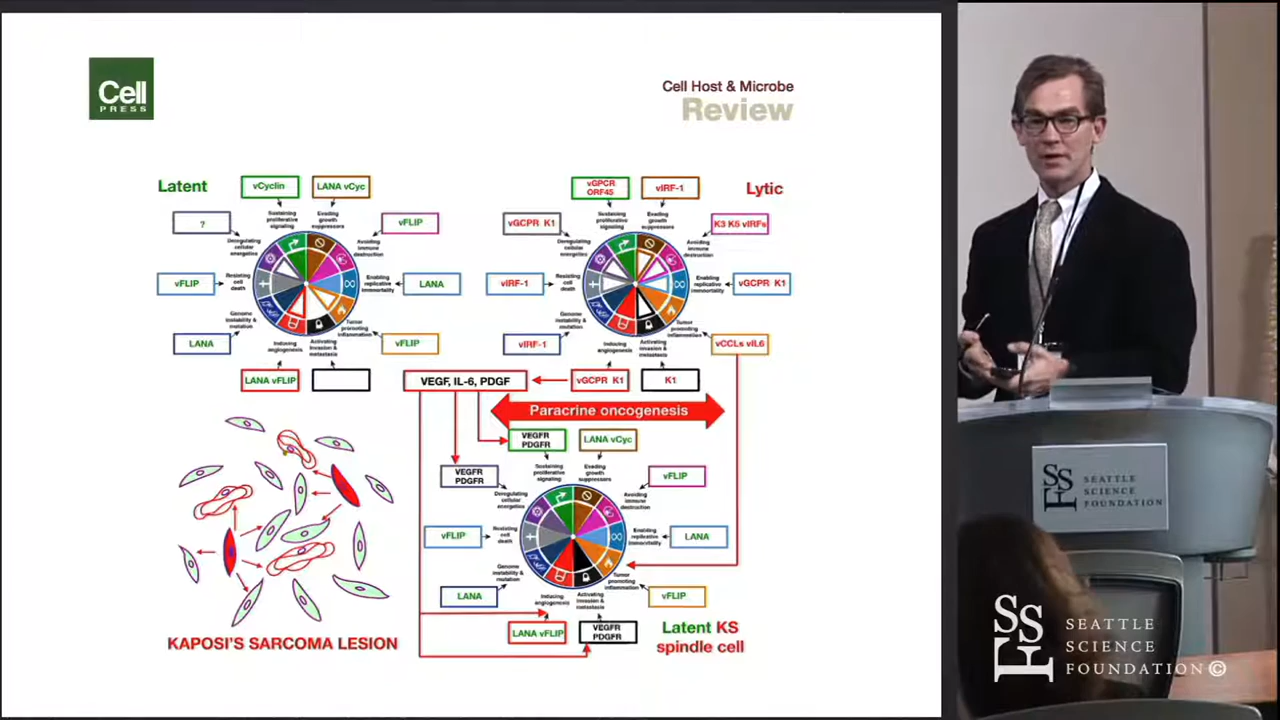 Cell
PRESS
Cell Host & Microbe
Review
Latent
vCyclin
LANA vCyc
?
Sustaining
proliferative
signaling
Evading
growth
suppressors
vFLIP
Deregulating
cellular
energetics
Avoiding
immune
destruction
vFLIP
Resisting
cell
death
Enabling
replicative
immortality
LANA
LANA
Genome
instability &
mutation
Tumor
promoting
inflammation
vFLIP
Inducing
angiogenesis
Activating
invasion &
metastasis
LANA vFLIP
Lytic
vGPCR
ORF45
vIRF-1
vGCPR K1
Sustaining
proliferative
signaling
Evading
growth
suppressors
K3 K5 vIRFs
Deregulating
cellular
energetics
Avoiding
immune
destruction
vIRF-1
Resisting
cell
death
Enabling
replicative
immortality
vGCPR K1
vIRF-1
Genome
instability &
mutation
Tumor
promoting
inflammation
vCCLs vIL6
Inducing
angiogenesis
Activating
invasion &
metastasis
VEGF, IL-6, PDGF
vGCPR K1
K1
Paracrine oncogenesis
VEGFR
PDGFR
LANA vCyc
VEGFR
PDGFR
Sustaining
proliferative
signaling
Evading
growth
suppressors
vFLIP
Deregulating
cellular
energetics
Avoiding
immune
destruction
vFLIP
Resisting
cell
death
Enabling
replicative
immortality
LANA
LANA
Genome
instability &
mutation
Tumor
promoting
inflammation
vFLIP
Inducing
angiogenesis
Activating
invasion &
metastasis
LANA vFLIP
VEGFR
PDGFR
Latent KS
spindle cell
KAPOSI'S SARCOMA LESION
SSF
SEATTLE
SCIENCE
FOUNDATION
SSF
SEATTLE
SCIENCE
FOUNDATION©